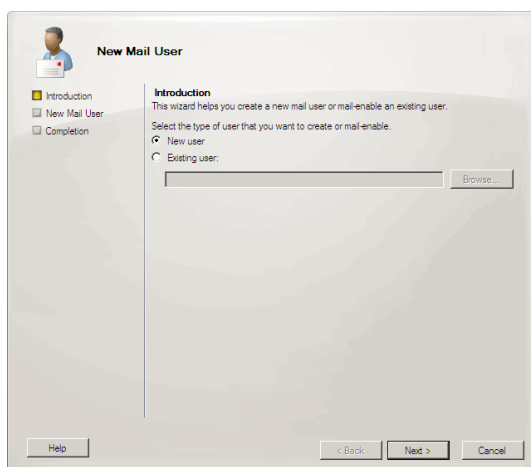 New Mail User
Introduction
New Mail User
Completion
Introduction
This wizard helps you create a new mail user or mail-enable an existing user.
Select the type of user that you want to create or mail-enable.
New user
Existing user:
Browse...
Help
< Back
Next >
Cancel